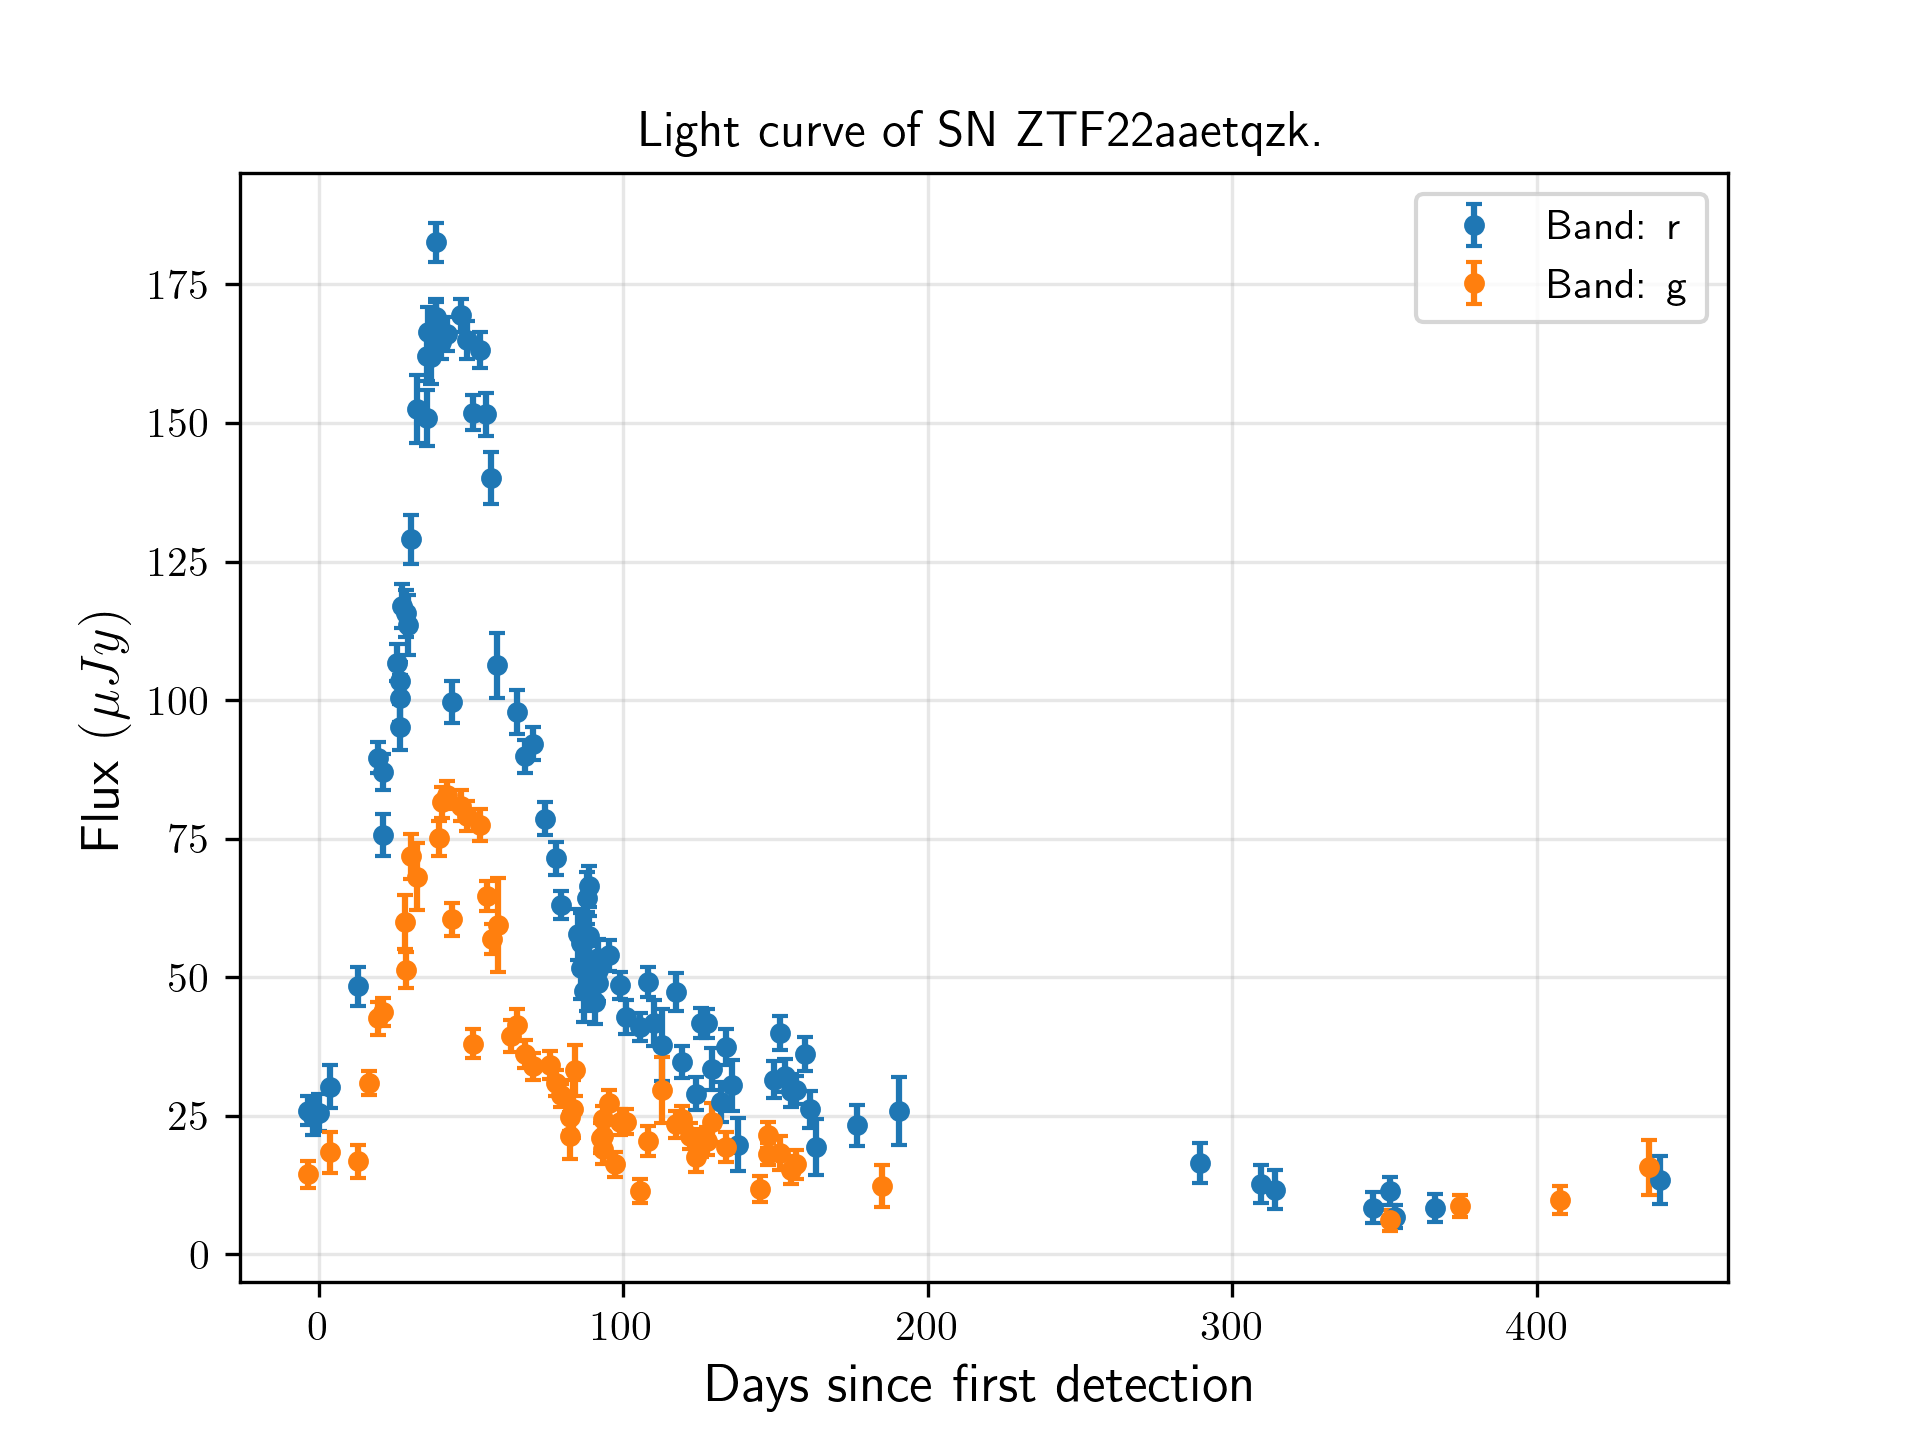 Light curve of SN ZTF22aaetqzk.
Band: r
Band: g
175
150
125
100
75
50
25
0
Flux (μJy)
0 100 200 300 400
Days since first detection